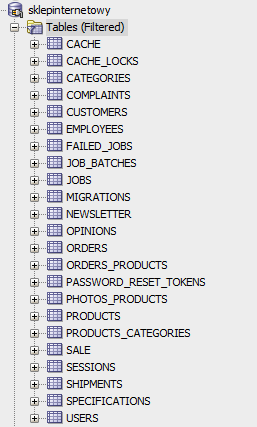 sklepinternetowy
Tables (Filtered)
CACHE
CACHE_LOCKS
CATEGORIES
COMPLAINTS
CUSTOMERS
EMPLOYEES
FAILED_JOBS
JOB_BATCHES
JOBS
MIGRATIONS
NEWSLETTER
OPINIONS
ORDERS
ORDERS_PRODUCTS
PASSWORD_RESET_TOKENS
PHOTOS_PRODUCTS
PRODUCTS
PRODUCTS_CATEGORIES
SALE
SESSIONS
SHIPMENTS
SPECIFICATIONS
USERS